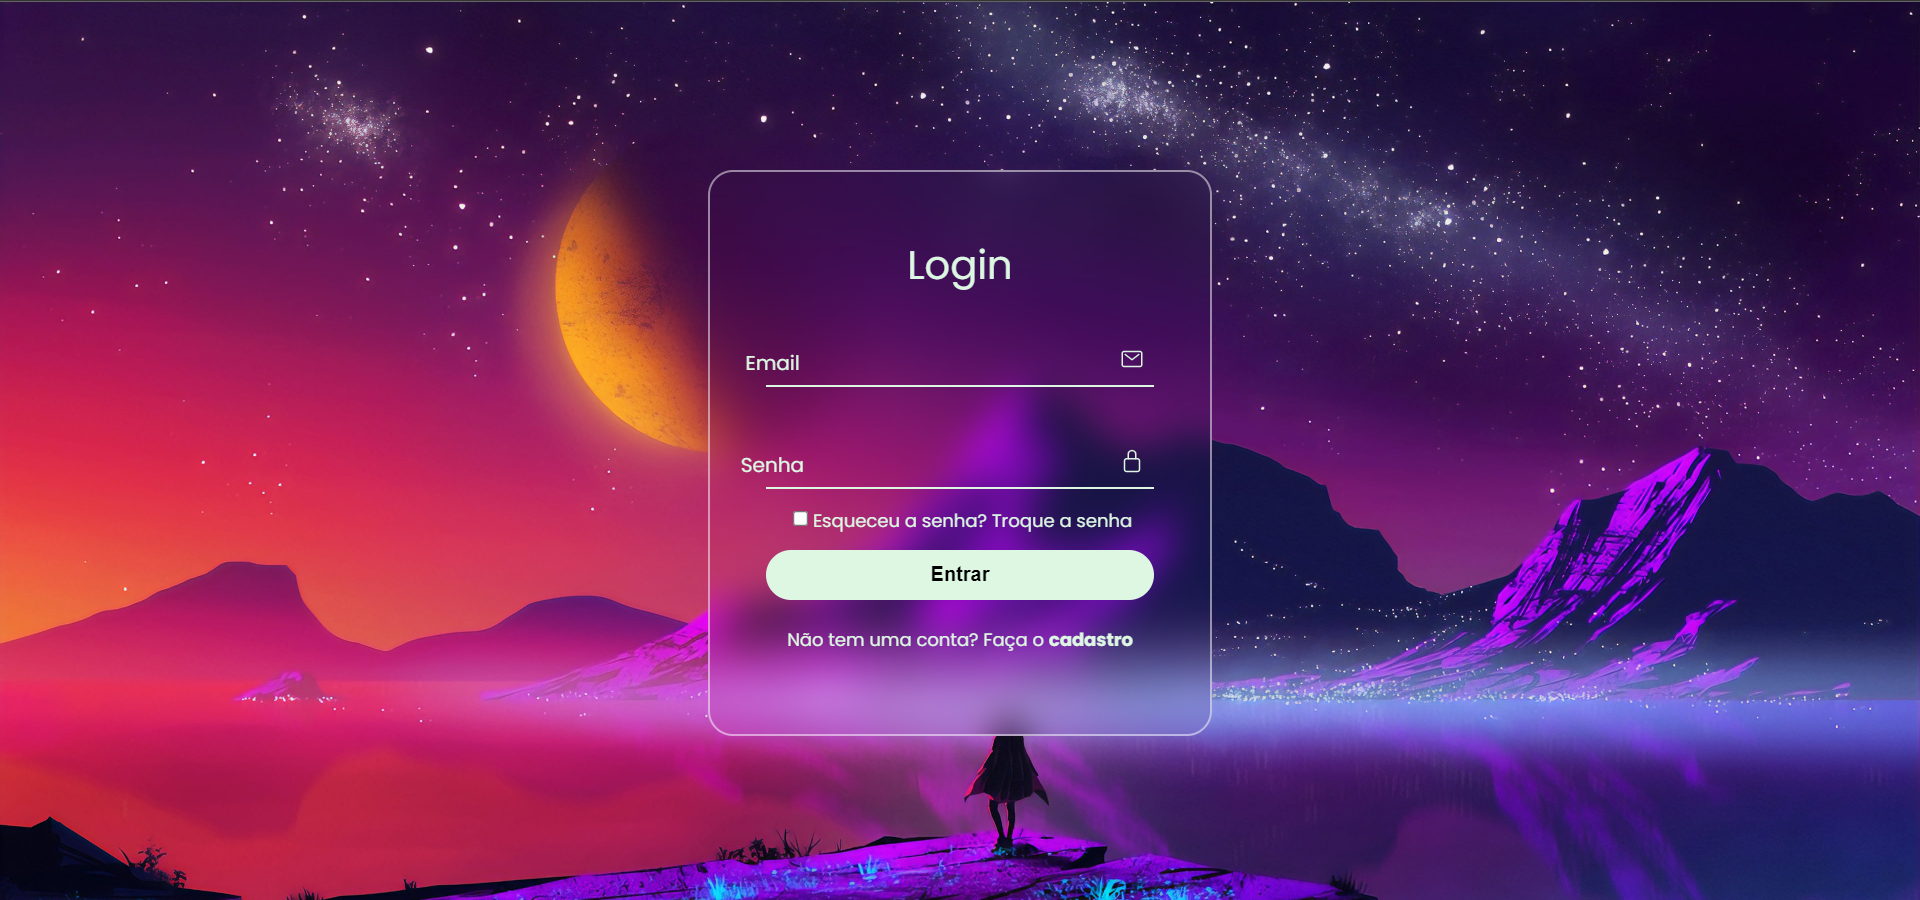 Login
Email
Senha
Esqueceu a senha? Troque a senha
Entrar
Não tem uma conta? Faça o cadastro